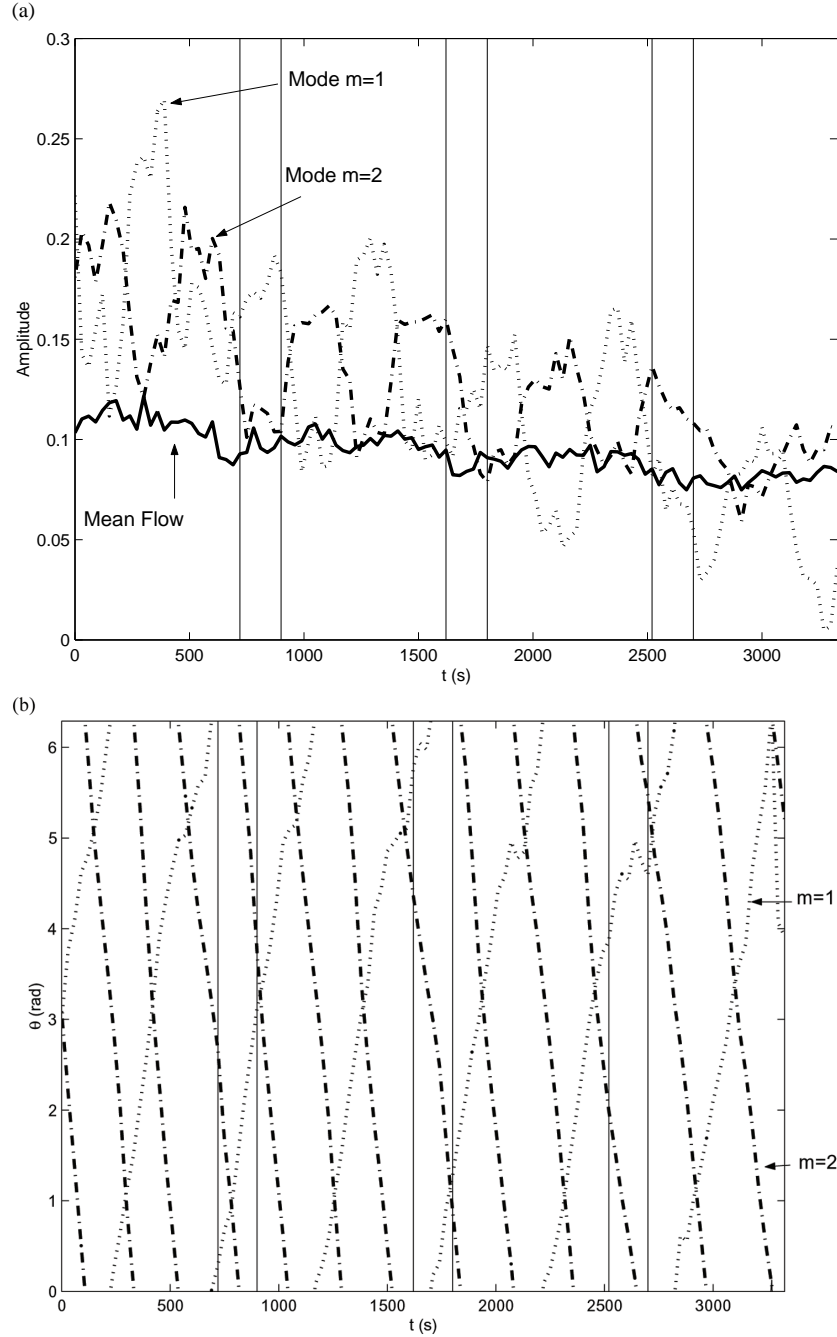 (a)
0.3
0.25
0.2
0.15
0.1
0.05
0
Amplitude
Mode m=1
Mode m=2
Mean Flow
0 500 1000 1500 2000 2500 3000
t (s)
(b)
6
5
4
3
2
1
0
θ (rad)
m=1
m=2
0 500 1000 1500 2000 2500 3000
t (s)